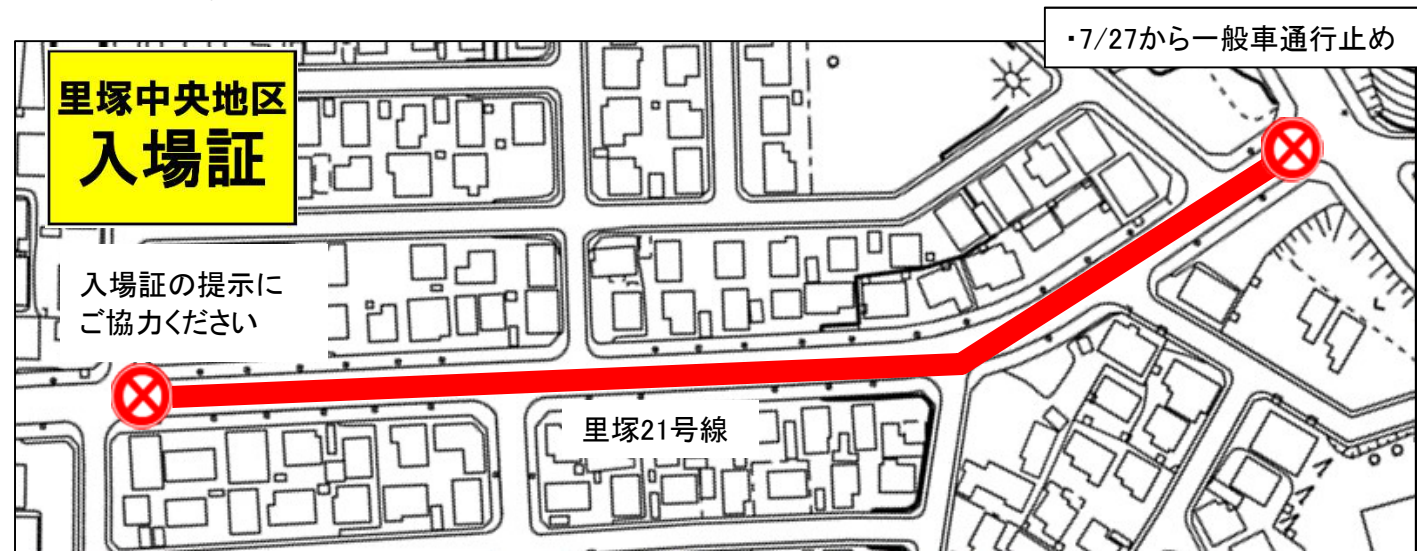 ・7/27から一般車通行止め
里塚中央地区
入場証
入場証の提示に
ご協力ください
里塚21号線